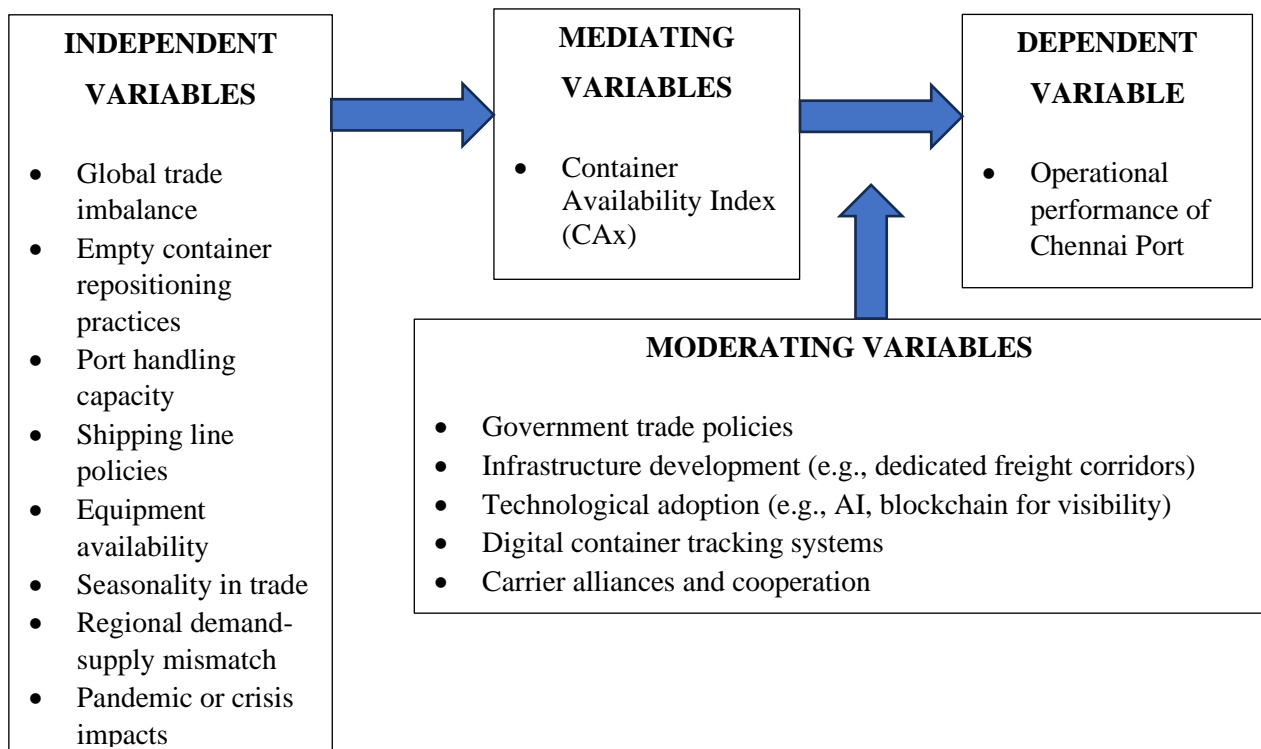 INDEPENDENT
VARIABLES
• Global trade
imbalance
• Empty container
repositioning
practices
• Port handling
capacity
• Shipping line
policies
• Equipment
availability
• Seasonality in trade
• Regional demand-
supply mismatch
• Pandemic or crisis
impacts
MEDIATING
VARIABLES
• Container
Availability Index
(CAx)
DEPENDENT
VARIABLE
• Operational
performance of
Chennai Port
MODERATING VARIABLES
• Government trade policies
• Infrastructure development (e.g., dedicated freight corridors)
• Technological adoption (e.g., AI, blockchain for visibility)
• Digital container tracking systems
• Carrier alliances and cooperation